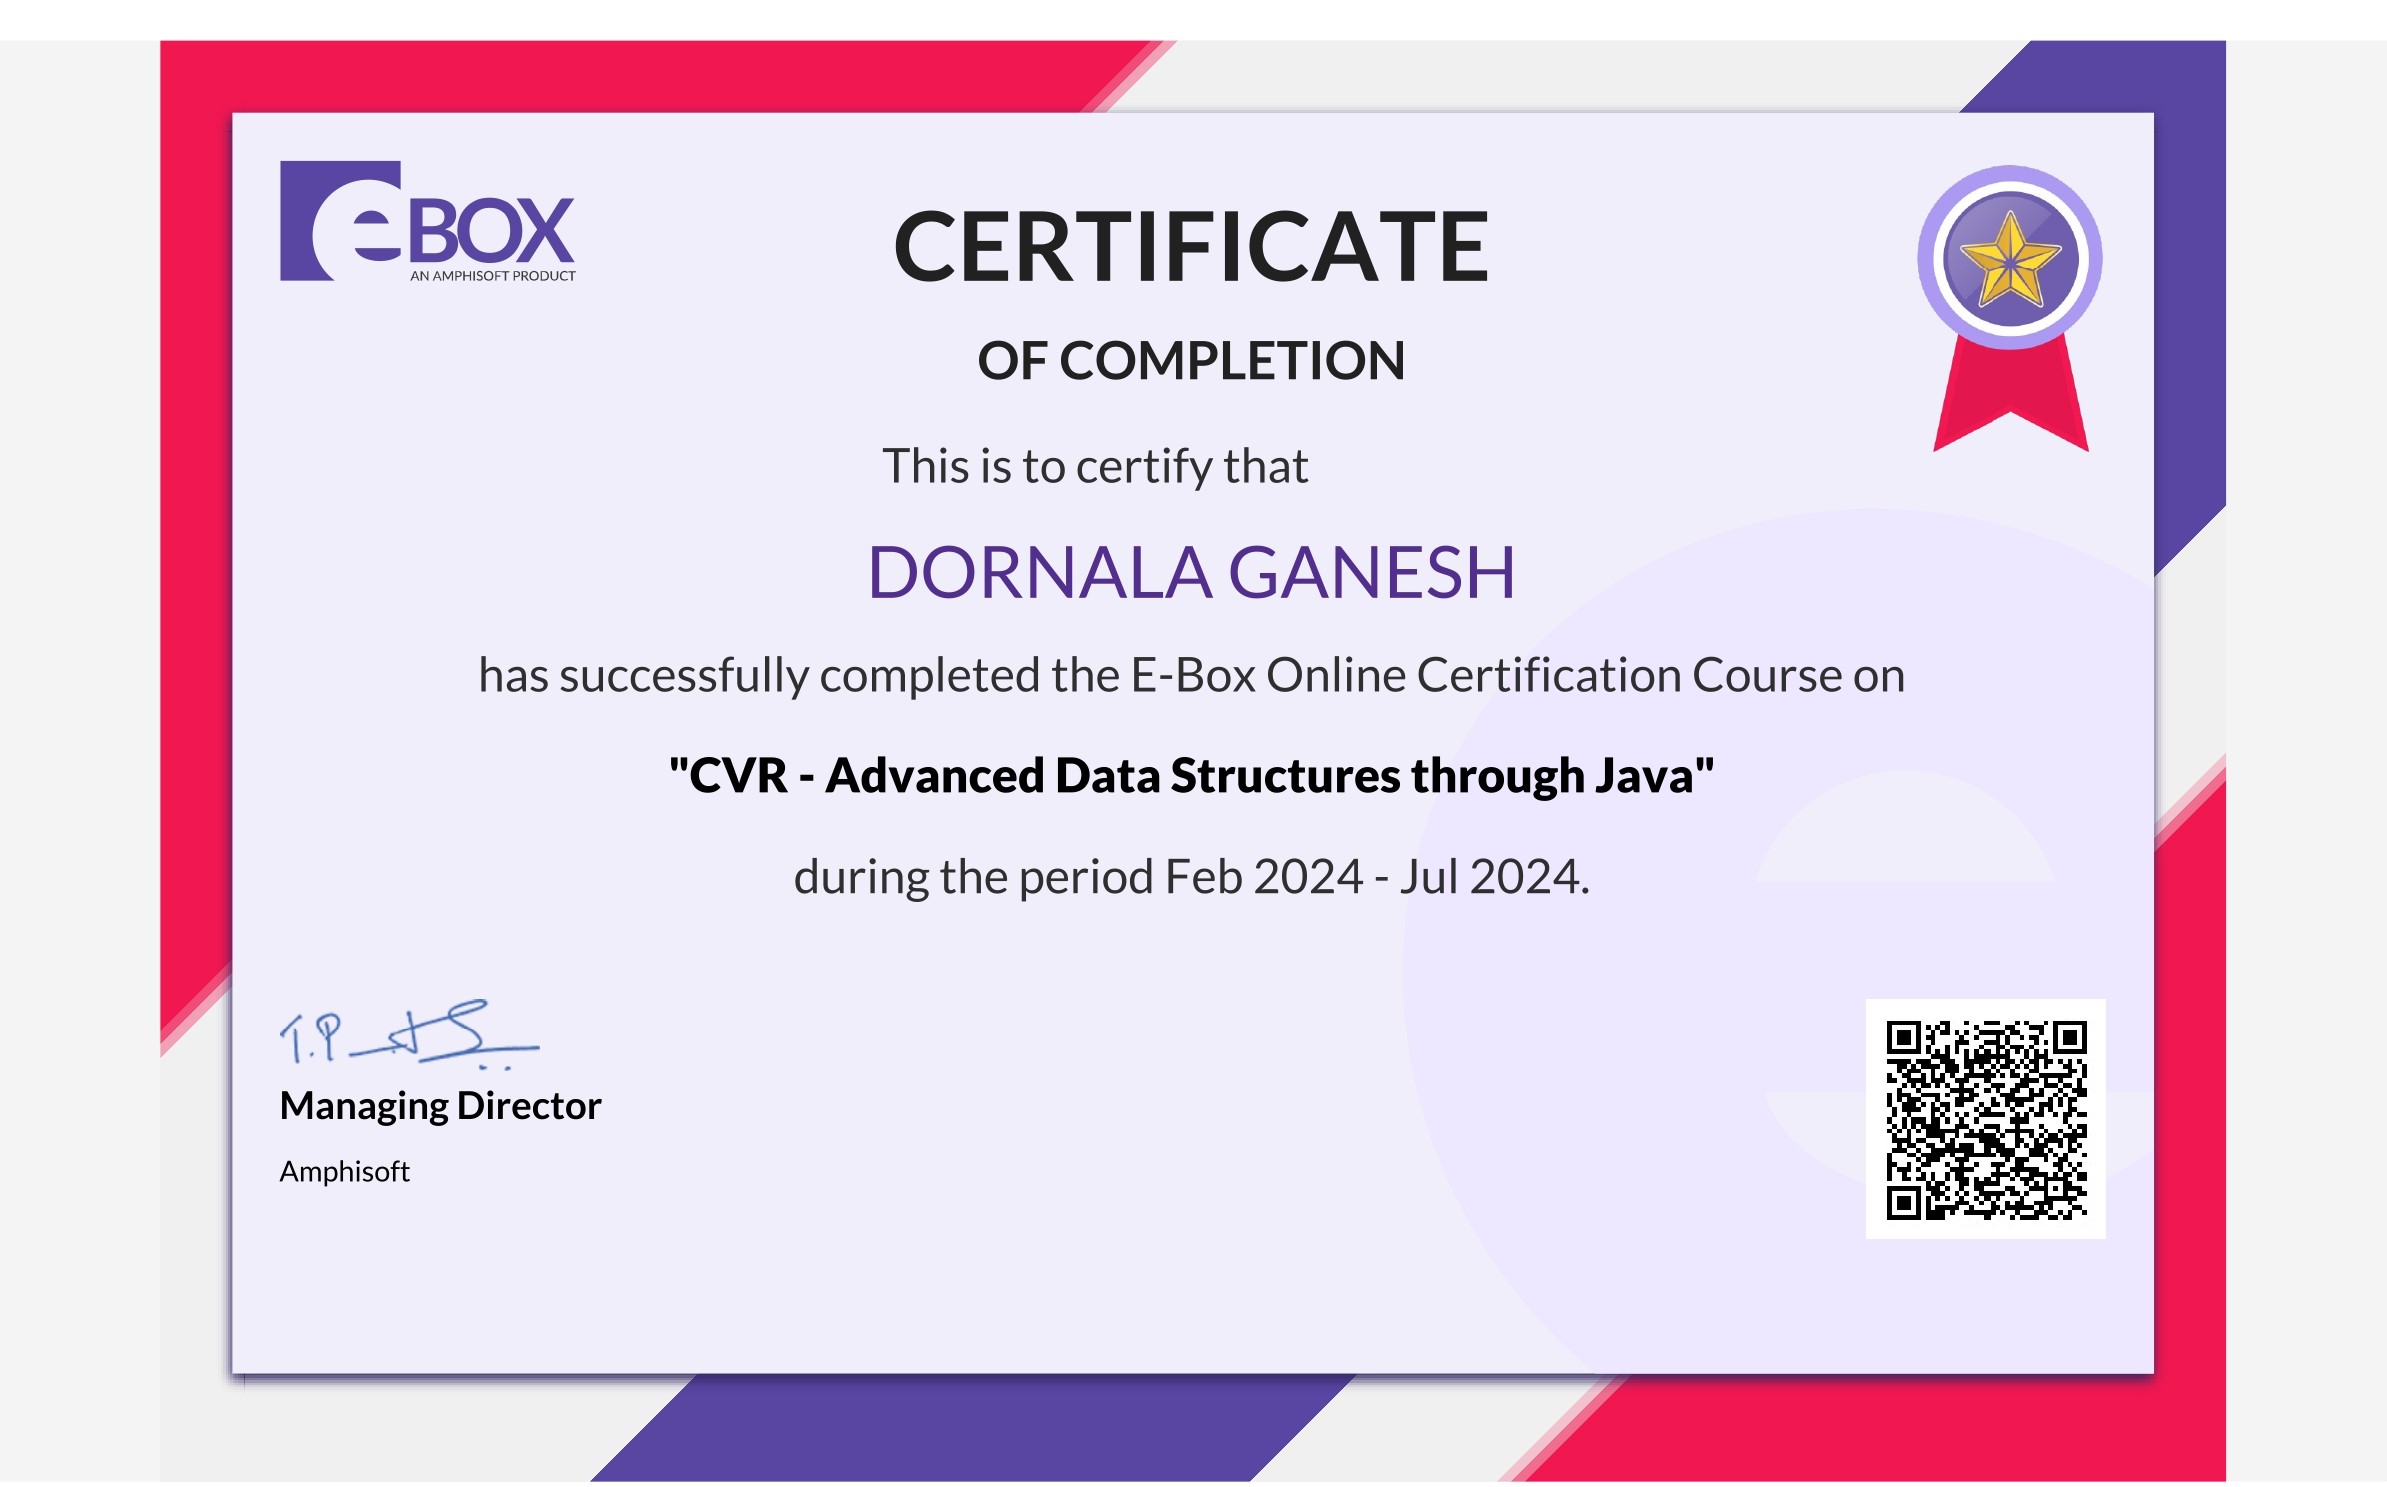 eBOX
AN AMPHISOFT PRODUCT
CERTIFICATE
OF COMPLETION
This is to certify that
DORNALA GANESH
has successfully completed the E-Box Online Certification Course on
"CVR - Advanced Data Structures through Java"
during the period Feb 2024 - Jul 2024.
T.P
Managing Director
Amphisoft